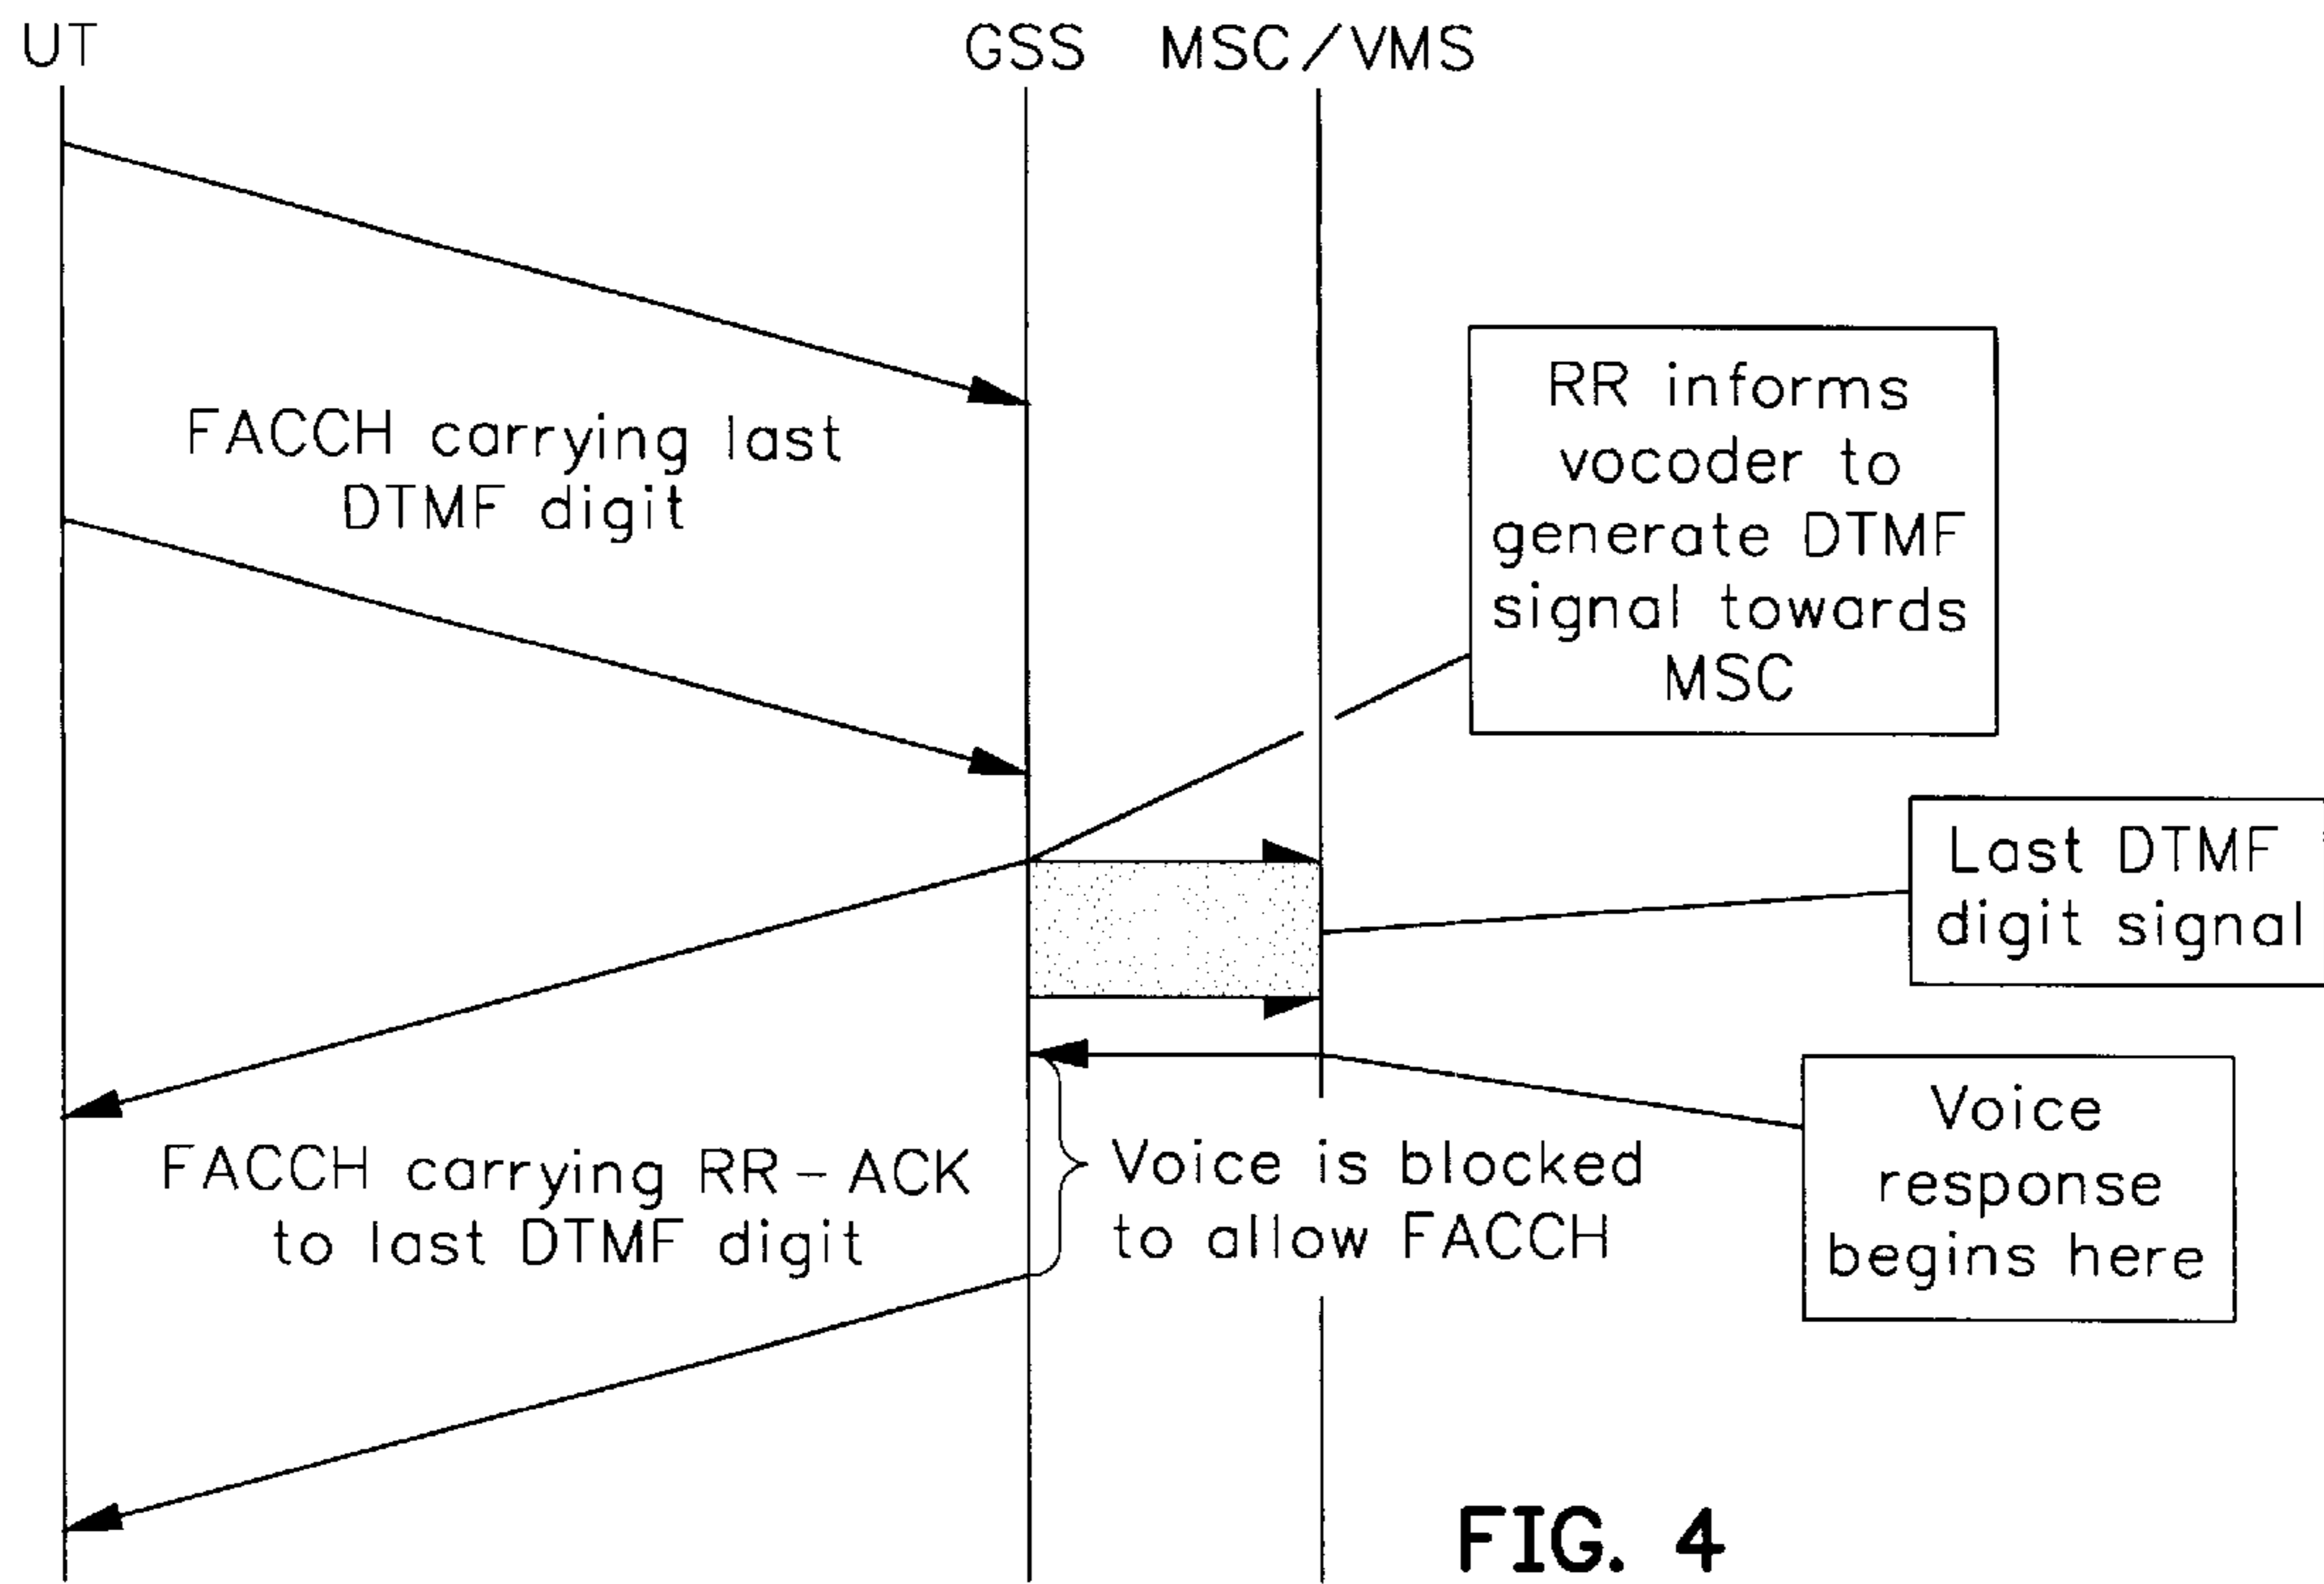 UT
GSS
MSC/VMS
FACCH carrying last
DTMF digit
RR informs
vocoder to
generate DTMF
signal towards
MSC
Last DTMF
digit signal
FACCH carrying RR-ACK
to last DTMF digit
Voice is blocked
to allow FACCH
Voice
response
begins here
FIG. 4